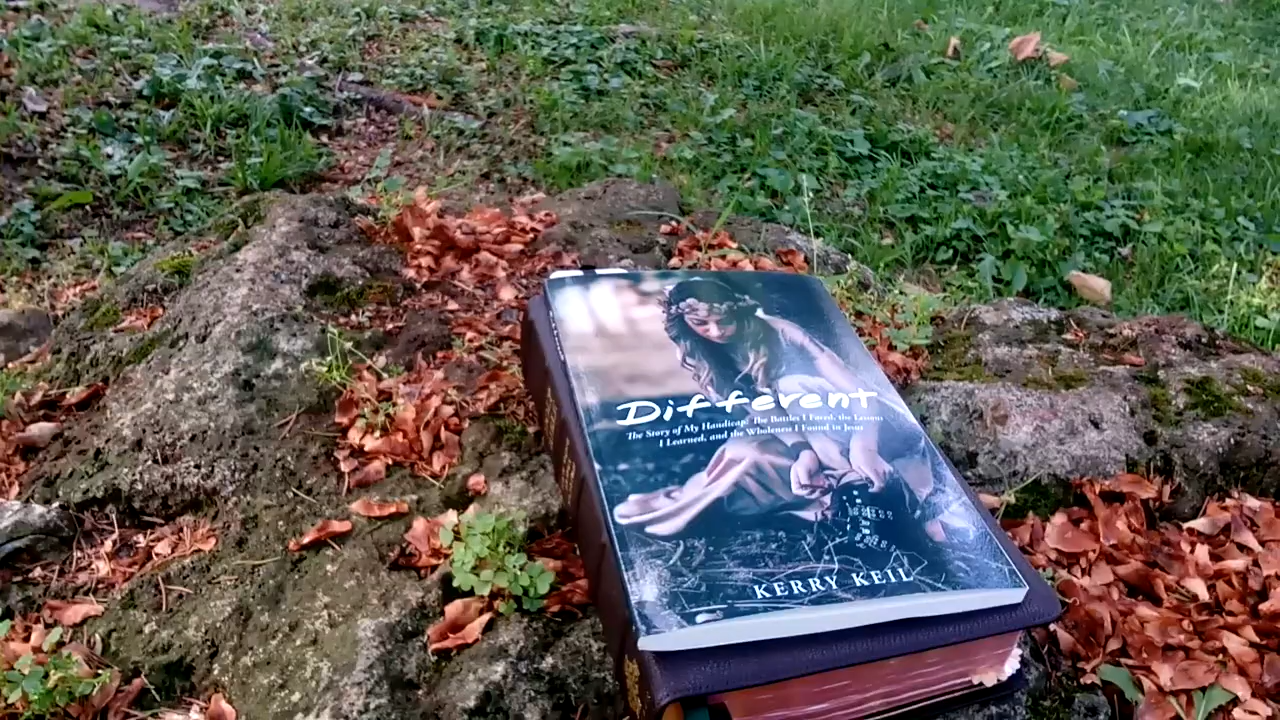 Different
The Story of My Handicap: The Battles I Faced, the Lessons
I Learned, and the Wholeness I Found in Jesus
KERRY KEIL